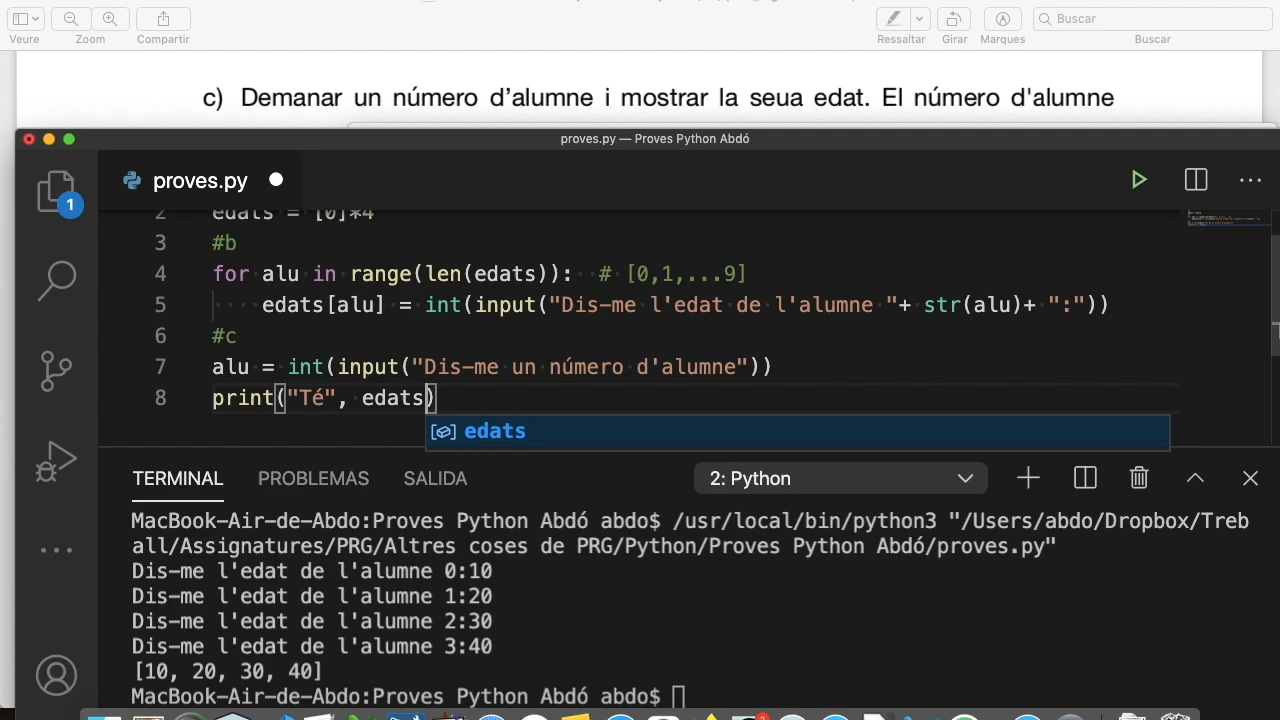 Veure
Zoom
Compartir
Ressaltar
Girar
Marques
Buscar
Buscar
c) Demanar un número d'alumne i mostrar la seua edat. El número d'alumne
proves.py — Proves Python Abdó
proves.py
1
2 edats = [0]*4
3 #b
4 for alu in range(len(edats)): # [0,1,...9]
5 edats[alu] = int(input("Dis-me l'edat de l'alumne "+ str(alu)+ ":"))
6 #c
7 alu = int(input("Dis-me un número d'alumne"))
8 print("Té", edats)
edats
TERMINAL PROBLEMAS SALIDA 2: Python
MacBook-Air-de-Abdo:Proves Python Abdó abdo$ /usr/local/bin/python3 "/Users/abdo/Dropbox/Treb
all/Assignatures/PRG/Altres coses de PRG/Python/Proves Python Abdó/proves.py"
Dis-me l'edat de l'alumne 0:10
Dis-me l'edat de l'alumne 1:20
Dis-me l'edat de l'alumne 2:30
Dis-me l'edat de l'alumne 3:40
[10, 20, 30, 40]
MacBook-Air-de-Abdo:Proves Python Abdó abdo$